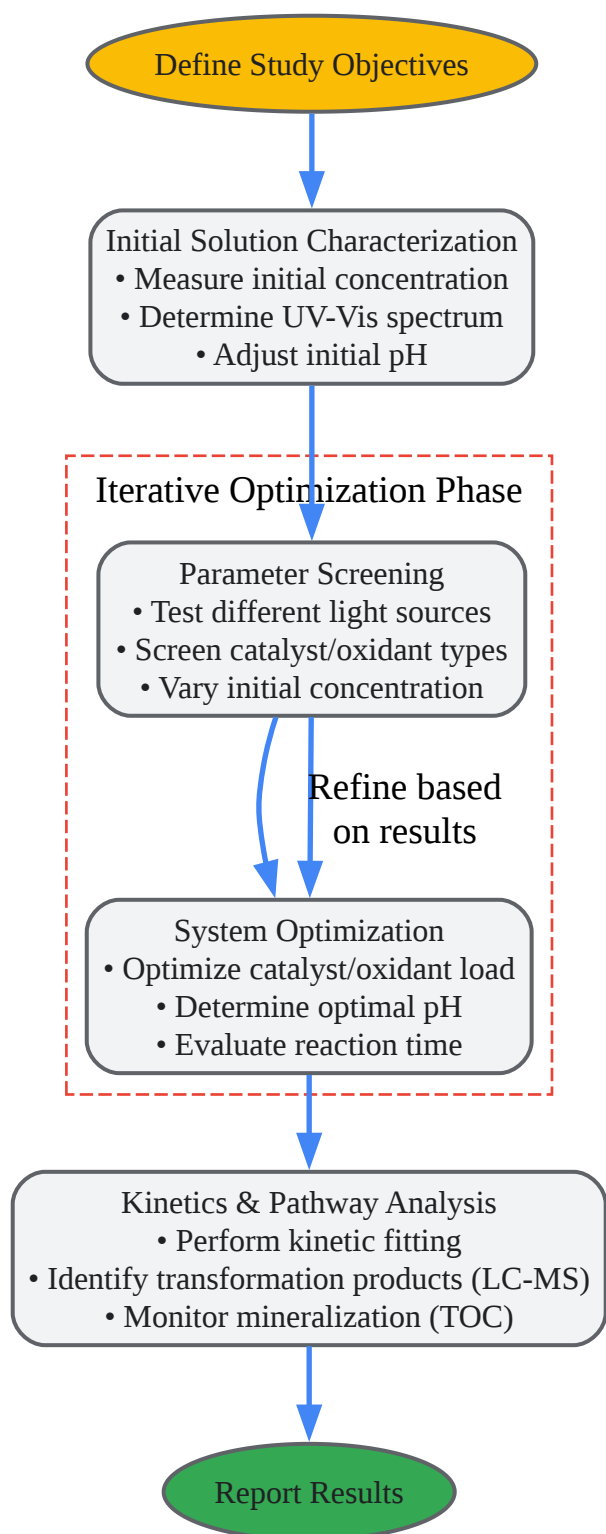 Define Study Objectives
Initial Solution Characterization
• Measure initial concentration
• Determine UV-Vis spectrum
• Adjust initial pH
Iterative Optimization Phase
Parameter Screening
• Test different light sources
• Screen catalyst/oxidant types
• Vary initial concentration
Refine based
on results
System Optimization
• Optimize catalyst/oxidant load
• Determine optimal pH
• Evaluate reaction time
Kinetics & Pathway Analysis
• Perform kinetic fitting
• Identify transformation products (LC-MS)
• Monitor mineralization (TOC)
Report Results